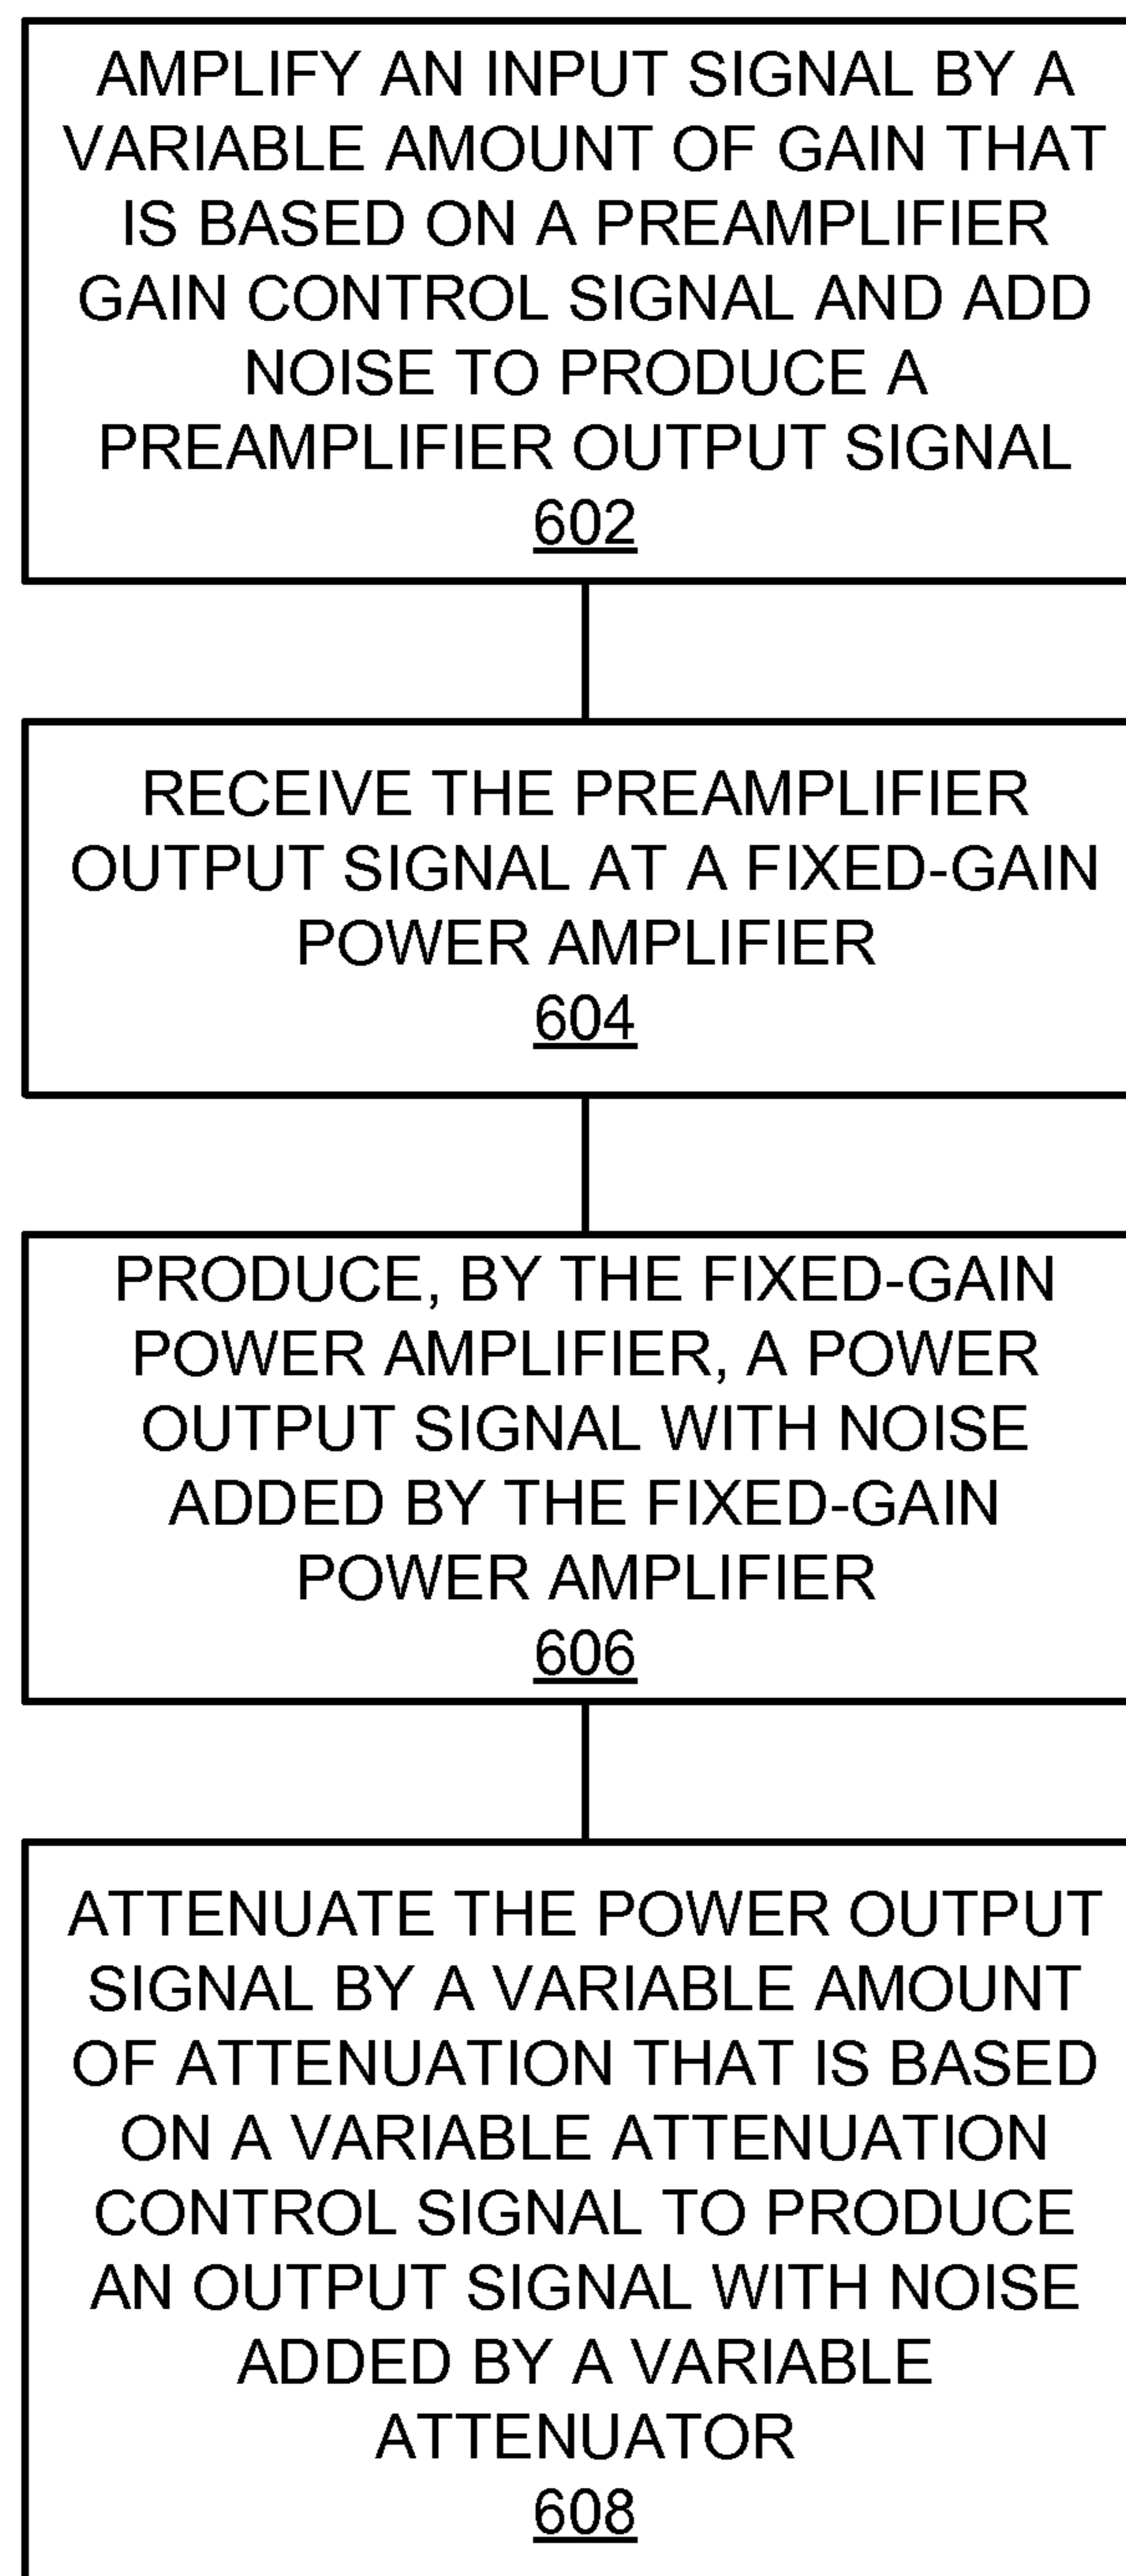 AMPLIFY AN INPUT SIGNAL BY A
VARIABLE AMOUNT OF GAIN THAT
IS BASED ON A PREAMPLIFIER
GAIN CONTROL SIGNAL AND ADD
NOISE TO PRODUCE A
PREAMPLIFIER OUTPUT SIGNAL
602
RECEIVE THE PREAMPLIFIER
OUTPUT SIGNAL AT A FIXED-GAIN
POWER AMPLIFIER
604
PRODUCE, BY THE FIXED-GAIN
POWER AMPLIFIER, A POWER
OUTPUT SIGNAL WITH NOISE
ADDED BY THE FIXED-GAIN
POWER AMPLIFIER
606
ATTENUATE THE POWER OUTPUT
SIGNAL BY A VARIABLE AMOUNT
OF ATTENUATION THAT IS BASED
ON A VARIABLE ATTENUATION
CONTROL SIGNAL TO PRODUCE
AN OUTPUT SIGNAL WITH NOISE
ADDED BY A VARIABLE
ATTENUATOR
608